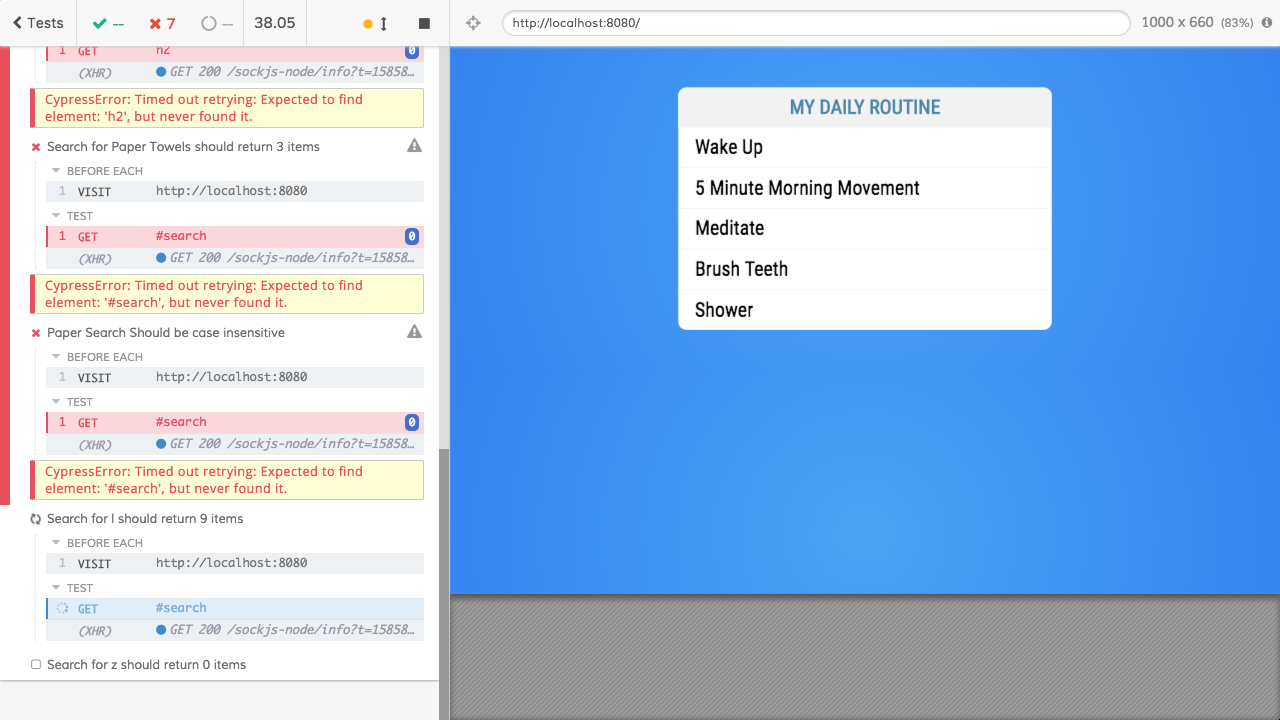 Tests
--
7
--
38.05
http://localhost:8080/
1000 x 660 (83%)
1 GET h2 0
(XHR) GET 200 /sockjs-node/info?t=15858…
CypressError: Timed out retrying: Expected to find
element: 'h2', but never found it.
Search for Paper Towels should return 3 items
BEFORE EACH
1 VISIT http://localhost:8080
TEST
1 GET #search 0
(XHR) GET 200 /sockjs-node/info?t=15858…
CypressError: Timed out retrying: Expected to find
element: '#search', but never found it.
Paper Search Should be case insensitive
BEFORE EACH
1 VISIT http://localhost:8080
TEST
1 GET #search 0
(XHR) GET 200 /sockjs-node/info?t=15858…
CypressError: Timed out retrying: Expected to find
element: '#search', but never found it.
Search for l should return 9 items
BEFORE EACH
1 VISIT http://localhost:8080
TEST
GET #search
(XHR) GET 200 /sockjs-node/info?t=15858…
Search for z should return 0 items
MY DAILY ROUTINE
Wake Up
5 Minute Morning Movement
Meditate
Brush Teeth
Shower